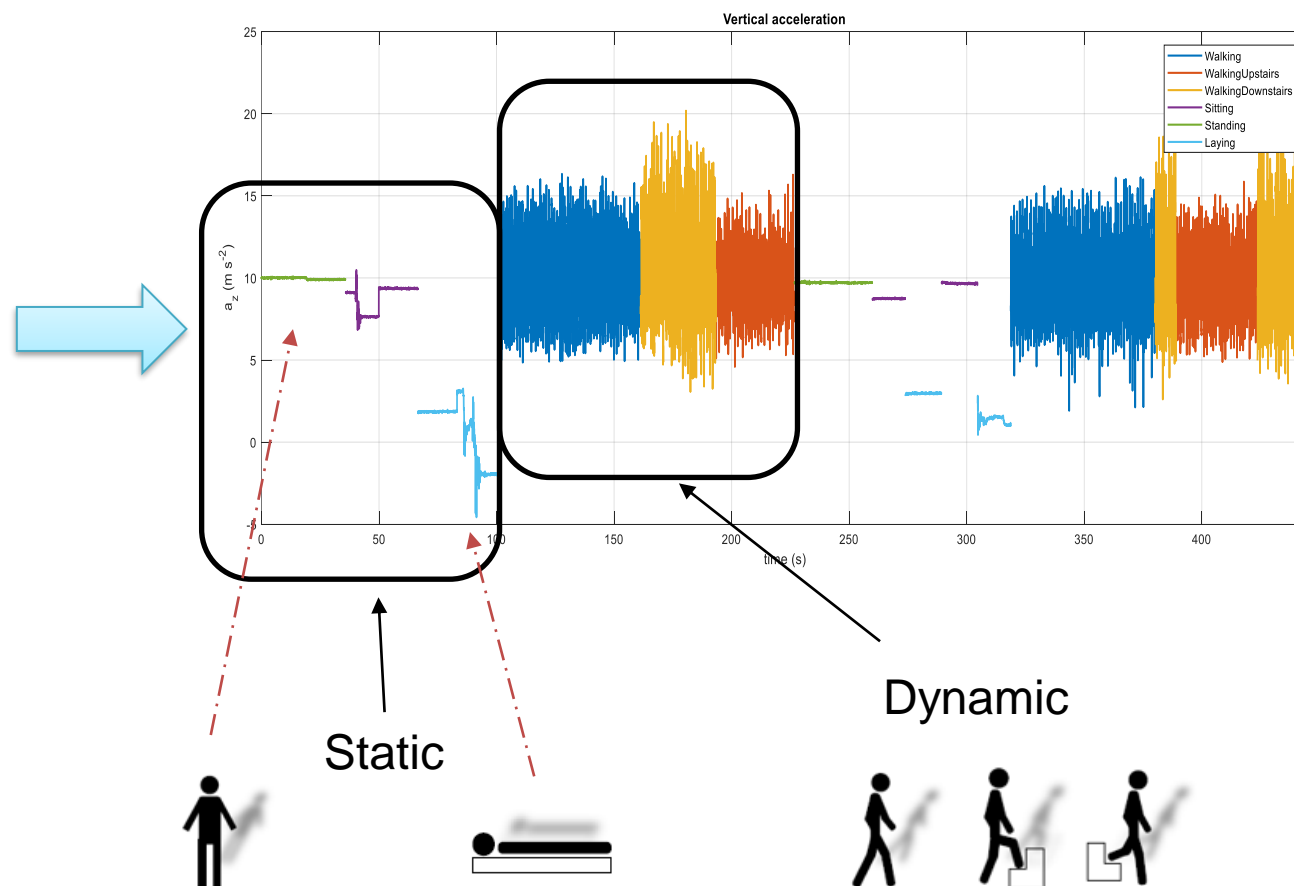 Vertical acceleration
25
20
15
10
5
0
-5
a_z (m s^-2)
Walking
WalkingUpstairs
WalkingDownstairs
Sitting
Standing
Laying
0 50 100 150 200 250 300 350 400
time (s)
Dynamic
Static